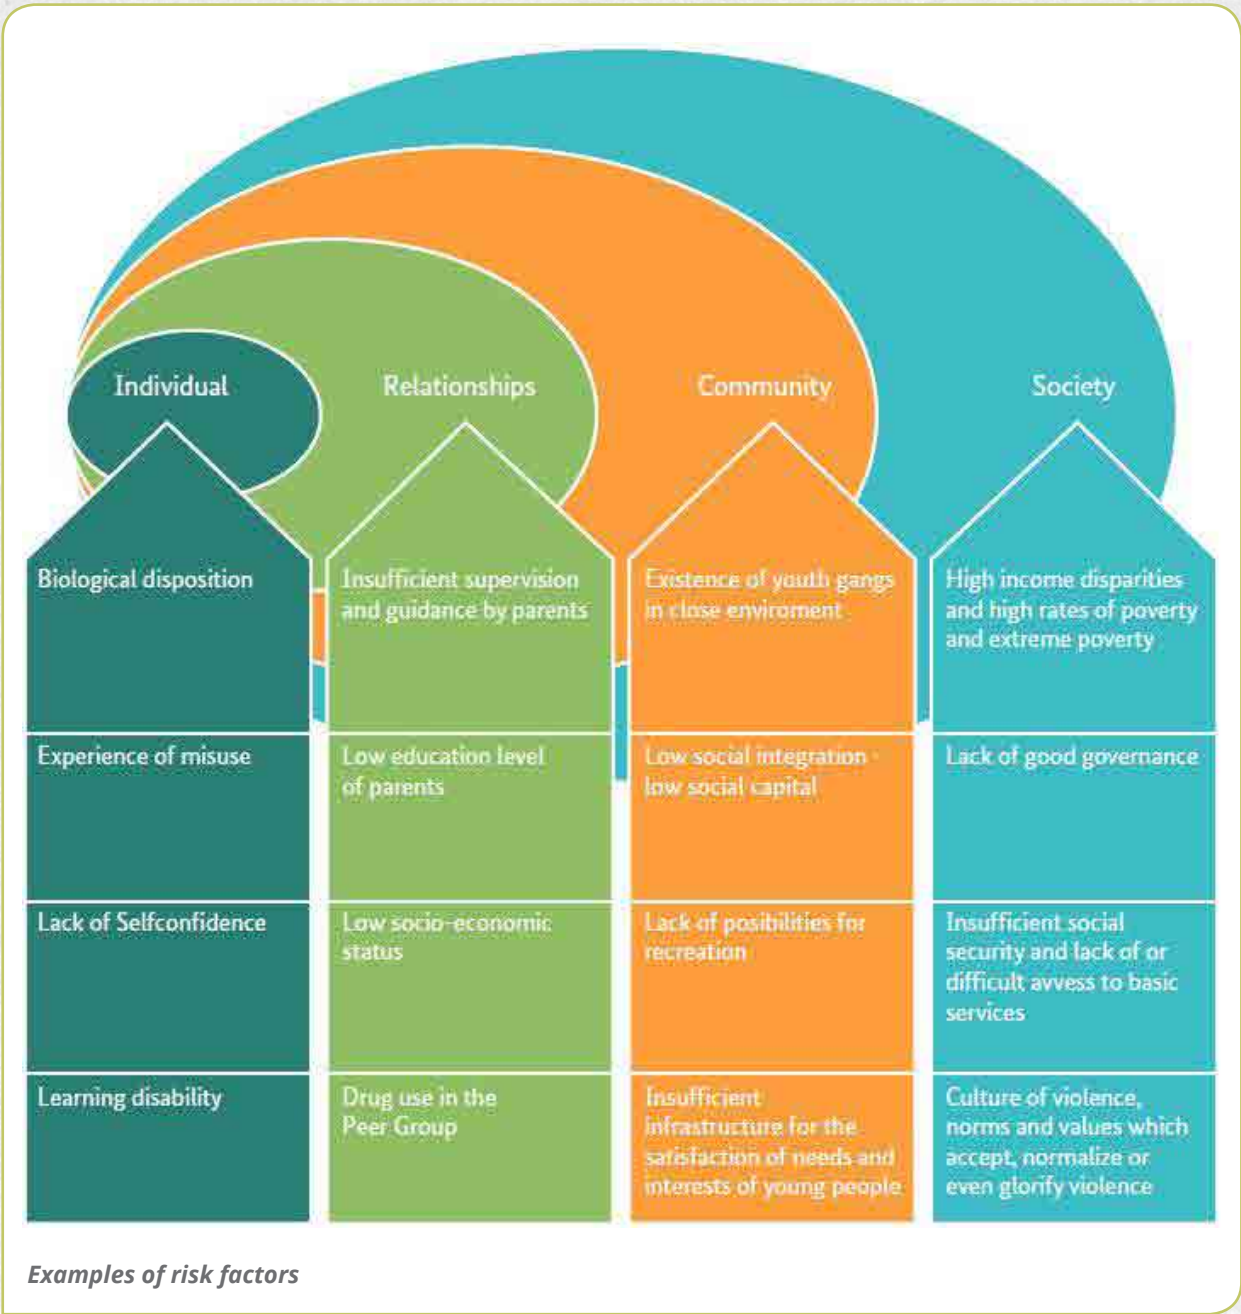 Individual
Relationships
Community
Society
Biological disposition
Insufficient supervision
and guidance by parents
Existence of youth gangs
in close enviroment
High income disparities
and high rates of poverty
and extreme poverty
Experience of misuse
Low education level
of parents
Low social integration -
low social capital
Lack of good governance
Lack of Selfconfidence
Low socio-economic
status
Lack of posibilities for
recreation
Insufficient social
security and lack of or
difficult avvess to basic
services
Learning disability
Drug use in the
Peer Group
Insufficient
infrastructure for the
satisfaction of needs and
interests of young people
Culture of violence,
norms and values which
accept, normalize or
even glorify violence
Examples of risk factors